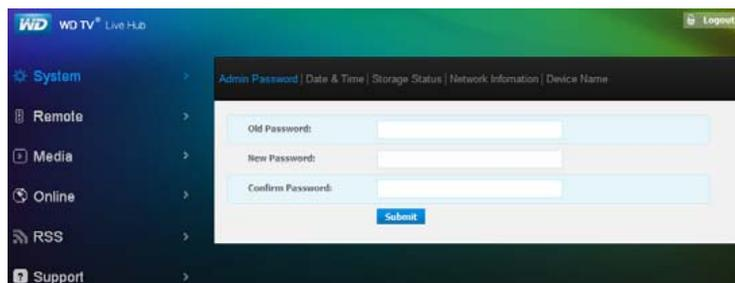 WD WD TV® Live Hub
Logout
System
Remote
Media
Online
RSS
Support
Admin Password | Date & Time | Storage Status | Network Infomation | Device Name
Old Password:
New Password:
Confirm Password:
Submit